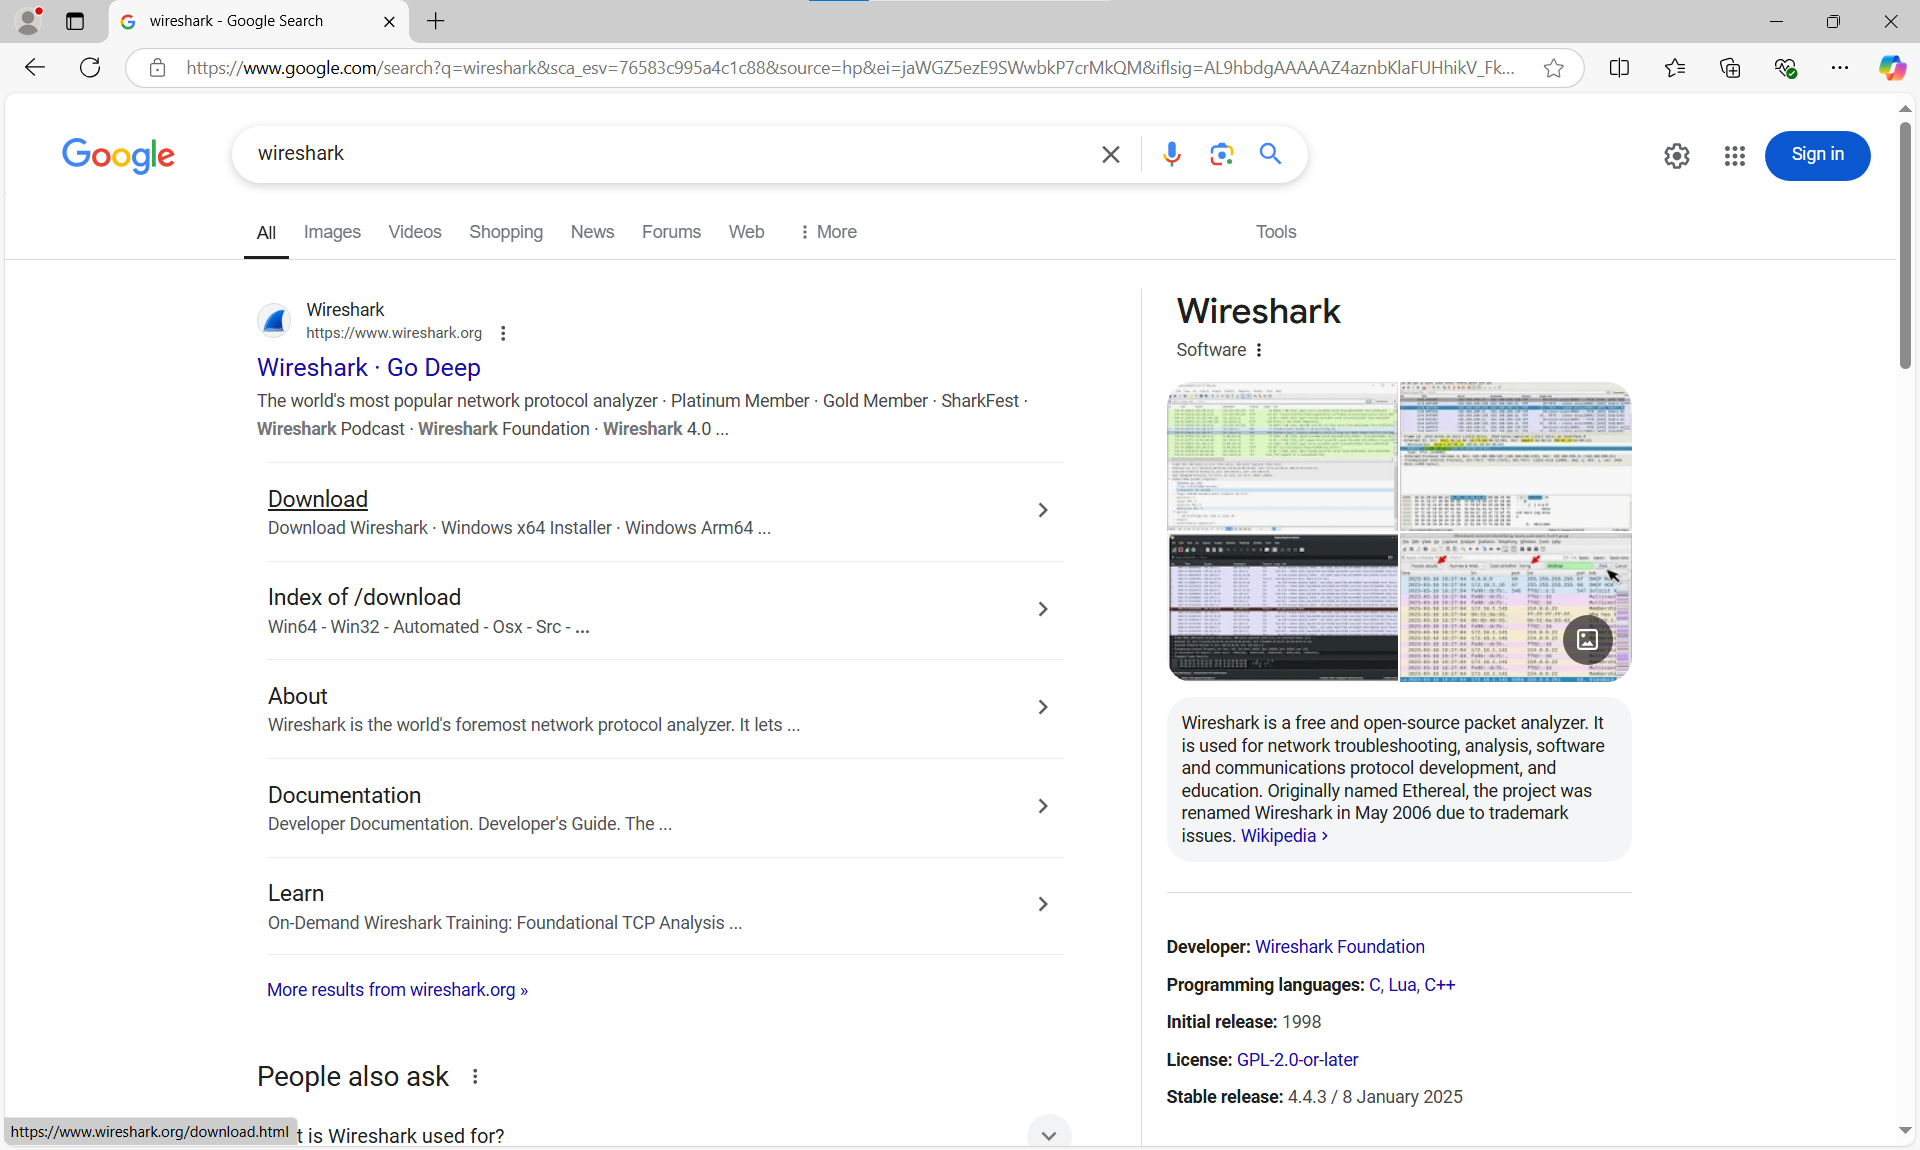 wireshark - Google Search
https://www.google.com/search?q=wireshark&sca_esv=76583c995a4c1c88&source=hp&ei=jaWGZ5ezE9SWwbkP7crMkQM&iflsig=AL9hbdgAAAAAZ4aznbKlaFUHhikV_Fk...
Google
wireshark
Sign in
All Images Videos Shopping News Forums Web More Tools
Wireshark
https://www.wireshark.org
Wireshark · Go Deep
The world's most popular network protocol analyzer · Platinum Member · Gold Member · SharkFest ·
Wireshark Podcast · Wireshark Foundation · Wireshark 4.0 ...
Download
Download Wireshark · Windows x64 Installer · Windows Arm64 ...
Index of /download
Win64 - Win32 - Automated - Osx - Src - ...
About
Wireshark is the world's foremost network protocol analyzer. It lets ...
Documentation
Developer Documentation. Developer's Guide. The ...
Learn
On-Demand Wireshark Training: Foundational TCP Analysis ...
More results from wireshark.org »
People also ask
t is Wireshark used for?
https://www.wireshark.org/download.html
Wireshark
Software
Wireshark is a free and open-source packet analyzer. It
is used for network troubleshooting, analysis, software
and communications protocol development, and
education. Originally named Ethereal, the project was
renamed Wireshark in May 2006 due to trademark
issues. Wikipedia ›
Developer: Wireshark Foundation
Programming languages: C, Lua, C++
Initial release: 1998
License: GPL-2.0-or-later
Stable release: 4.4.3 / 8 January 2025